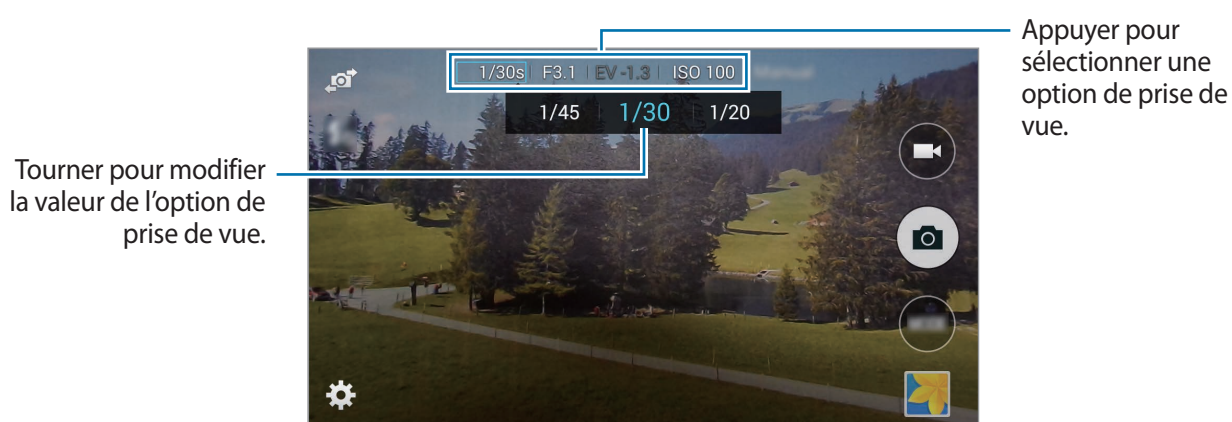 Appuyer pour
sélectionner une
option de prise de
vue.
1/30s F3.1 EV -1.3 ISO 100
1/45 1/30 1/20
Tourner pour modifier
la valeur de l'option de
prise de vue.